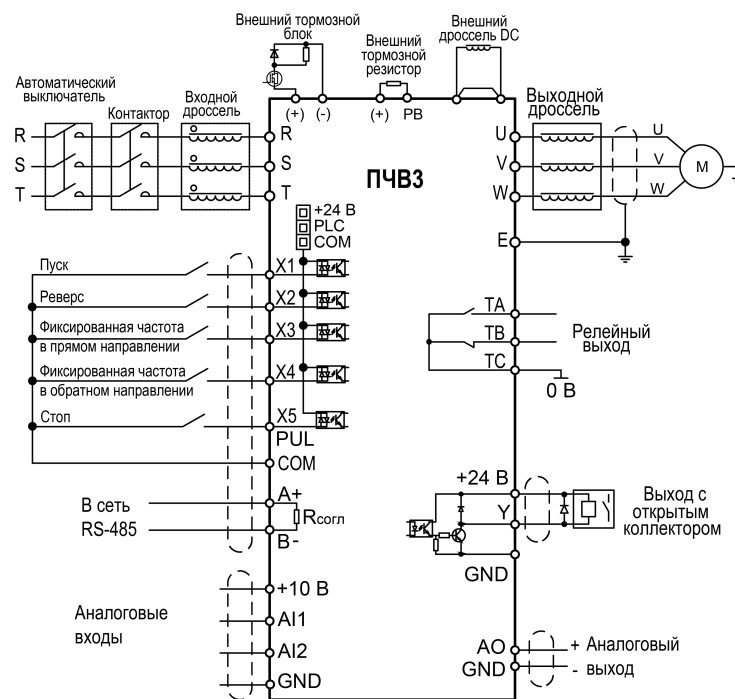 Внешний тормозной
блок
Внешний
тормозной
резистор
Внешний
дроссель DC
Автоматический
выключатель
Контактор
Входной
дроссель
Выходной
дроссель
(+) (-)
(+) PB
R
R
U
U
S
S
V
V
M
T
T
W
W
ПЧВ3
+24 В
PLC
COM
E
Пуск
X1
Реверс
X2
Фиксированная частота
в прямом направлении
X3
Фиксированная частота
в обратном направлении
X4
Стоп
X5
PUL
COM
TA
TB
TC
Релейный
выход
0 В
В сеть
RS-485
A+
Rсогл
B-
+24 В
Y
GND
Выход с
открытым
коллектором
Аналоговые
входы
+10 В
AI1
AI2
GND
AO
GND
+ Аналоговый
- выход